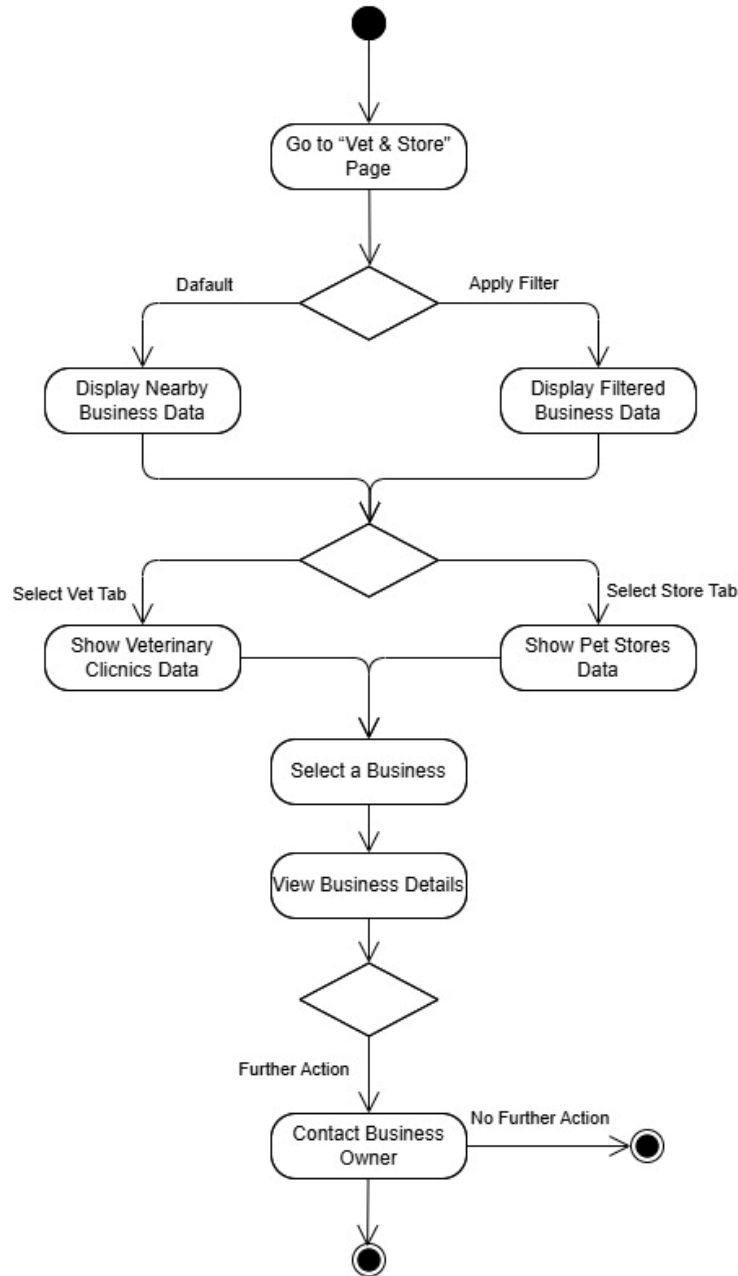 Go to “Vet & Store”
Page
Dafault
Apply Filter
Display Nearby
Business Data
Display Filtered
Business Data
Select Vet Tab
Select Store Tab
Show Veterinary
Clicnics Data
Show Pet Stores
Data
Select a Business
View Business Details
Further Action
No Further Action
Contact Business
Owner